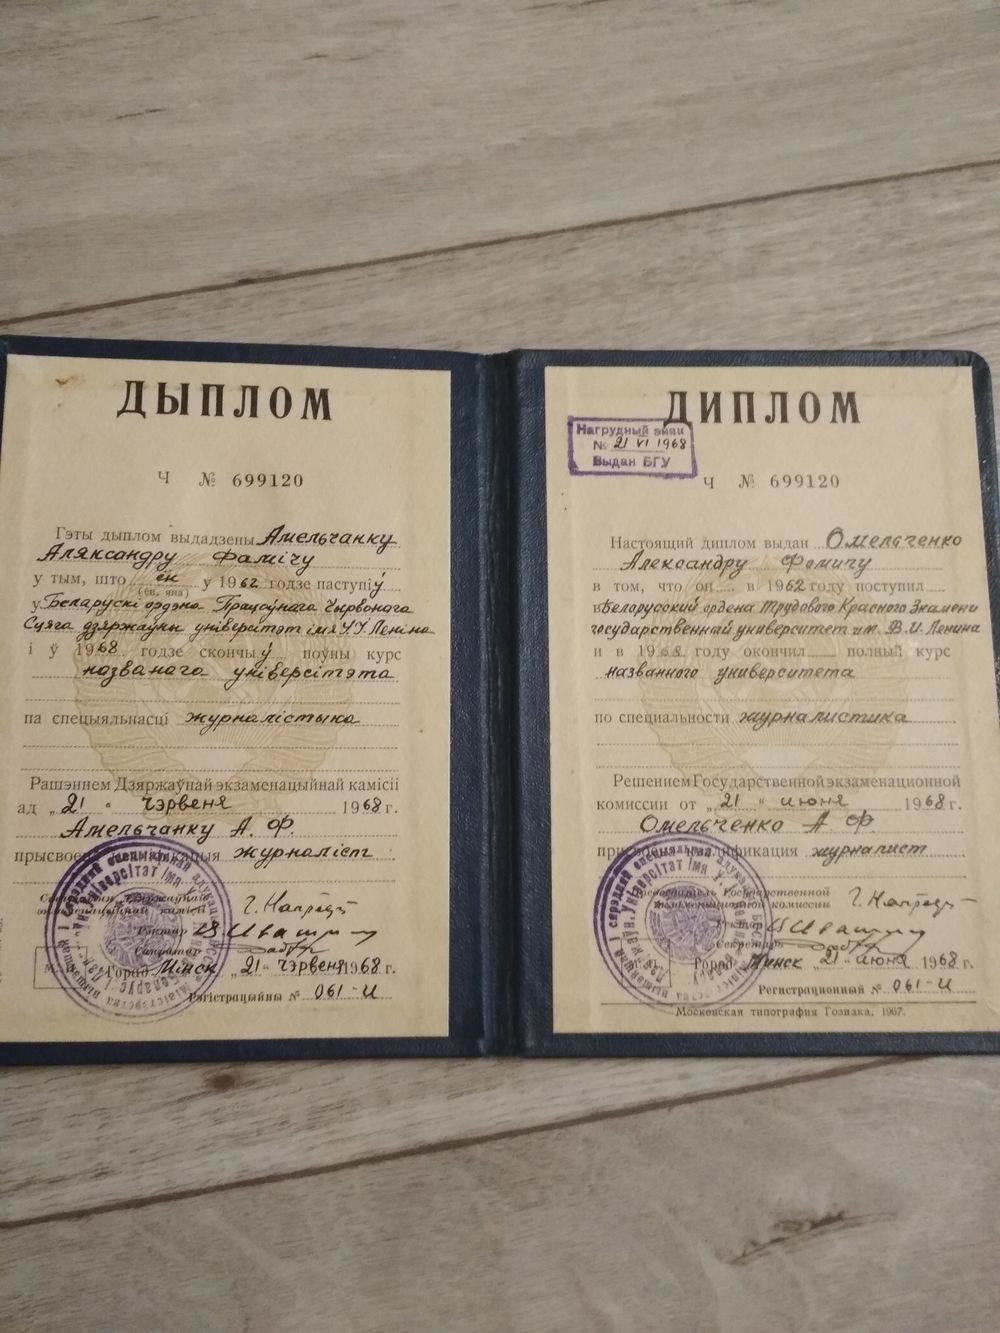 ДЫПЛОМ
Ч № 699120
Гэты дыплом выдадзены Амельчанку
Аляксандру Фамічу
у тым, што ён у 1962 годзе паступіў
(ён, яна)
у Беларускі ордэна Працоўнага Чырвонага
Сцяга дзяржаўны універсітэт імя У.І. Леніна
і ў 1968 годзе скончыў поўны курс
названага універсітэта
па спецыяльнасці журналістыка
Рашэннем Дзяржаўнай экзаменацыйнай камісіі
ад „21“ чэрвеня 1968 г.
Амельчанку А. Ф.
прысвоена кваліфікацыя журналіст
Рэктар
Сакратар
Горад Мінск „21“ чэрвеня 1968 г.
Рэгістрацыйны № 061-И
ДИПЛОМ
Нагрудный знак
№ 21 VI 1968
Выдан БГУ
Ч № 699120
Настоящий диплом выдан Омельченко
Александру Фомичу
в том, что он в 1962 году поступил
в Белорусский ордена Трудового Красного Знамени
государственный университет им. В.И. Ленина
и в 1968 году окончил полный курс
названного университета
по специальности журналистика
Решением Государственной экзаменационной
комиссии от „21“ июня 1968 г.
Омельченко А. Ф.
присвоена квалификация журналист
Председатель Государственной
экзаменационной комиссии
Ректор
Секретарь
Город Минск „21“ июня 1968 г.
Регистрационный № 061-И
Московская типография Гознака. 1967.